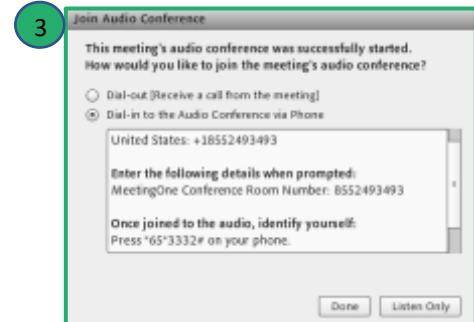 3
Join Audio Conference
This meeting's audio conference was successfully started.
How would you like to join the meeting's audio conference?
Dial-out [Receive a call from the meeting]
Dial-in to the Audio Conference via Phone
United States: +18552493493
Enter the following details when prompted:
MeetingOne Conference Room Number: 8552493493
Once joined to the audio, identify yourself:
Press *65*3332# on your phone.
Done
Listen Only